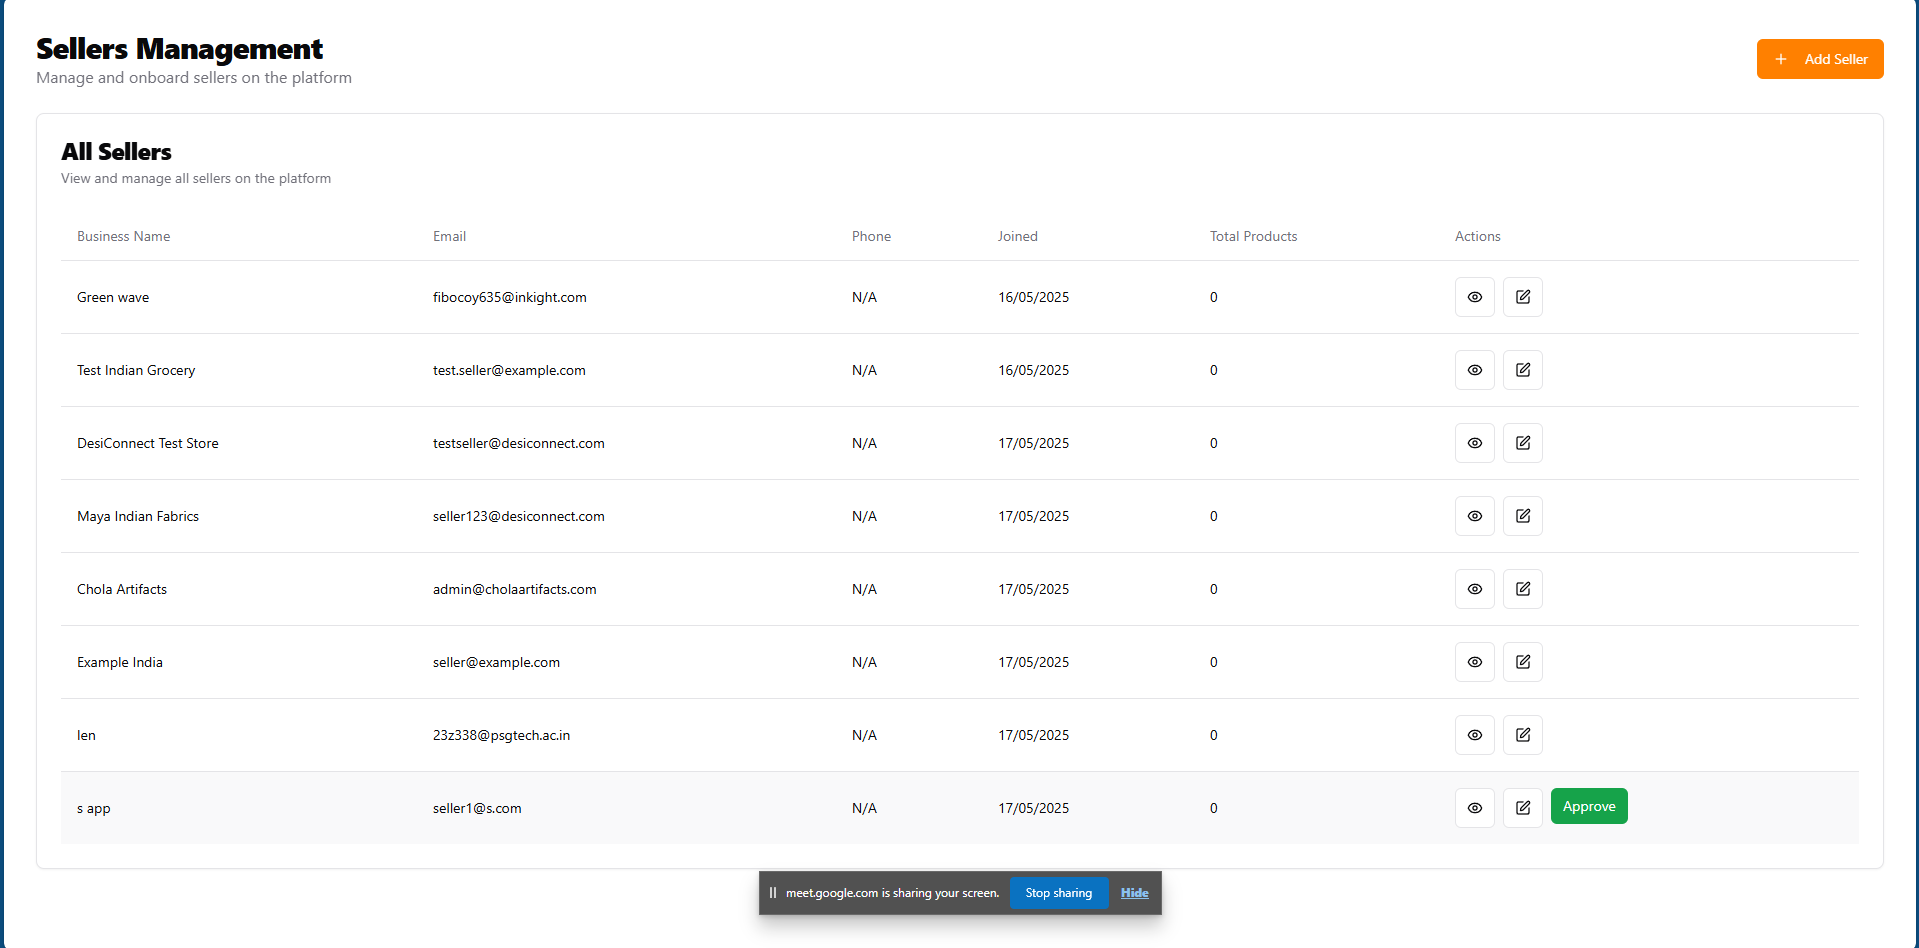 Sellers Management
Manage and onboard sellers on the platform
+ Add Seller
All Sellers
View and manage all sellers on the platform
Business Name Email Phone Joined Total Products Actions
Green wave fibocoy635@inkight.com N/A 16/05/2025 0
Test Indian Grocery test.seller@example.com N/A 16/05/2025 0
DesiConnect Test Store testseller@desiconnect.com N/A 17/05/2025 0
Maya Indian Fabrics seller123@desiconnect.com N/A 17/05/2025 0
Chola Artifacts admin@cholaartifacts.com N/A 17/05/2025 0
Example India seller@example.com N/A 17/05/2025 0
len 23z338@psgtech.ac.in N/A 17/05/2025 0
s app seller1@s.com N/A 17/05/2025 0 Approve
meet.google.com is sharing your screen. Stop sharing Hide